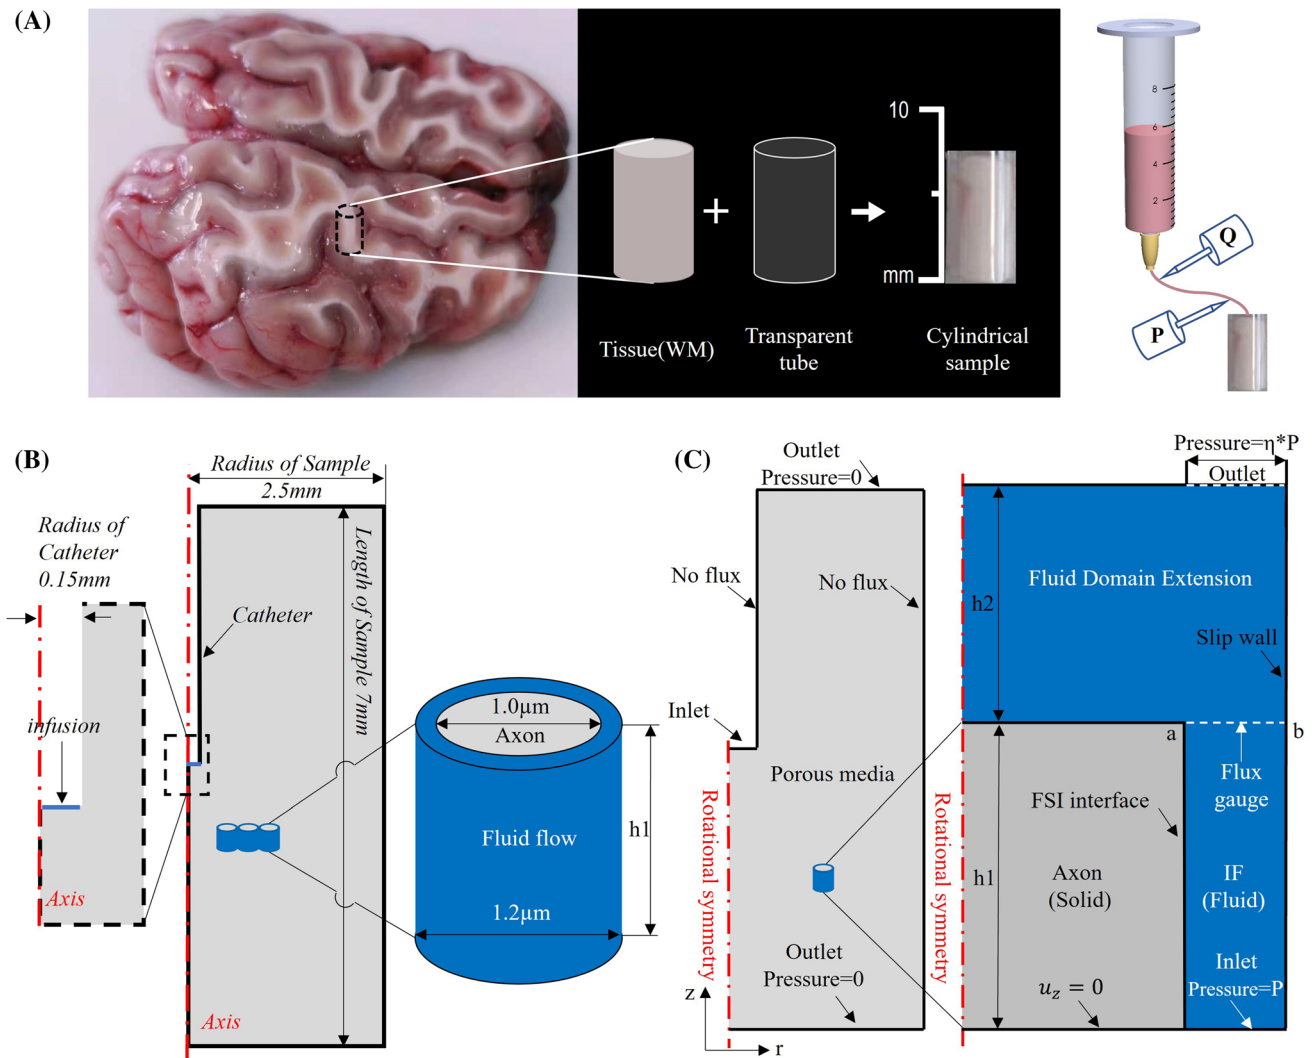 (A)
10
mm
Tissue(WM)
Transparent
tube
Cylindrical
sample
8
6
4
2
Q
P
(B)
Radius of Sample
2.5mm
Radius of
Catheter
0.15mm
Catheter
Length of Sample 7mm
infusion
Axis
Axis
1.0μm
Axon
Fluid flow
h1
1.2μm
(C)
Outlet
Pressure=0
No flux
No flux
Inlet
Porous media
Rotational symmetry
Outlet
Pressure=0
z
r
Pressure=η*P
Outlet
Fluid Domain Extension
h2
Slip wall
a
b
Flux
gauge
FSI interface
Rotational symmetry
h1
Axon
(Solid)
IF
(Fluid)
Inlet
Pressure=P
u_z = 0